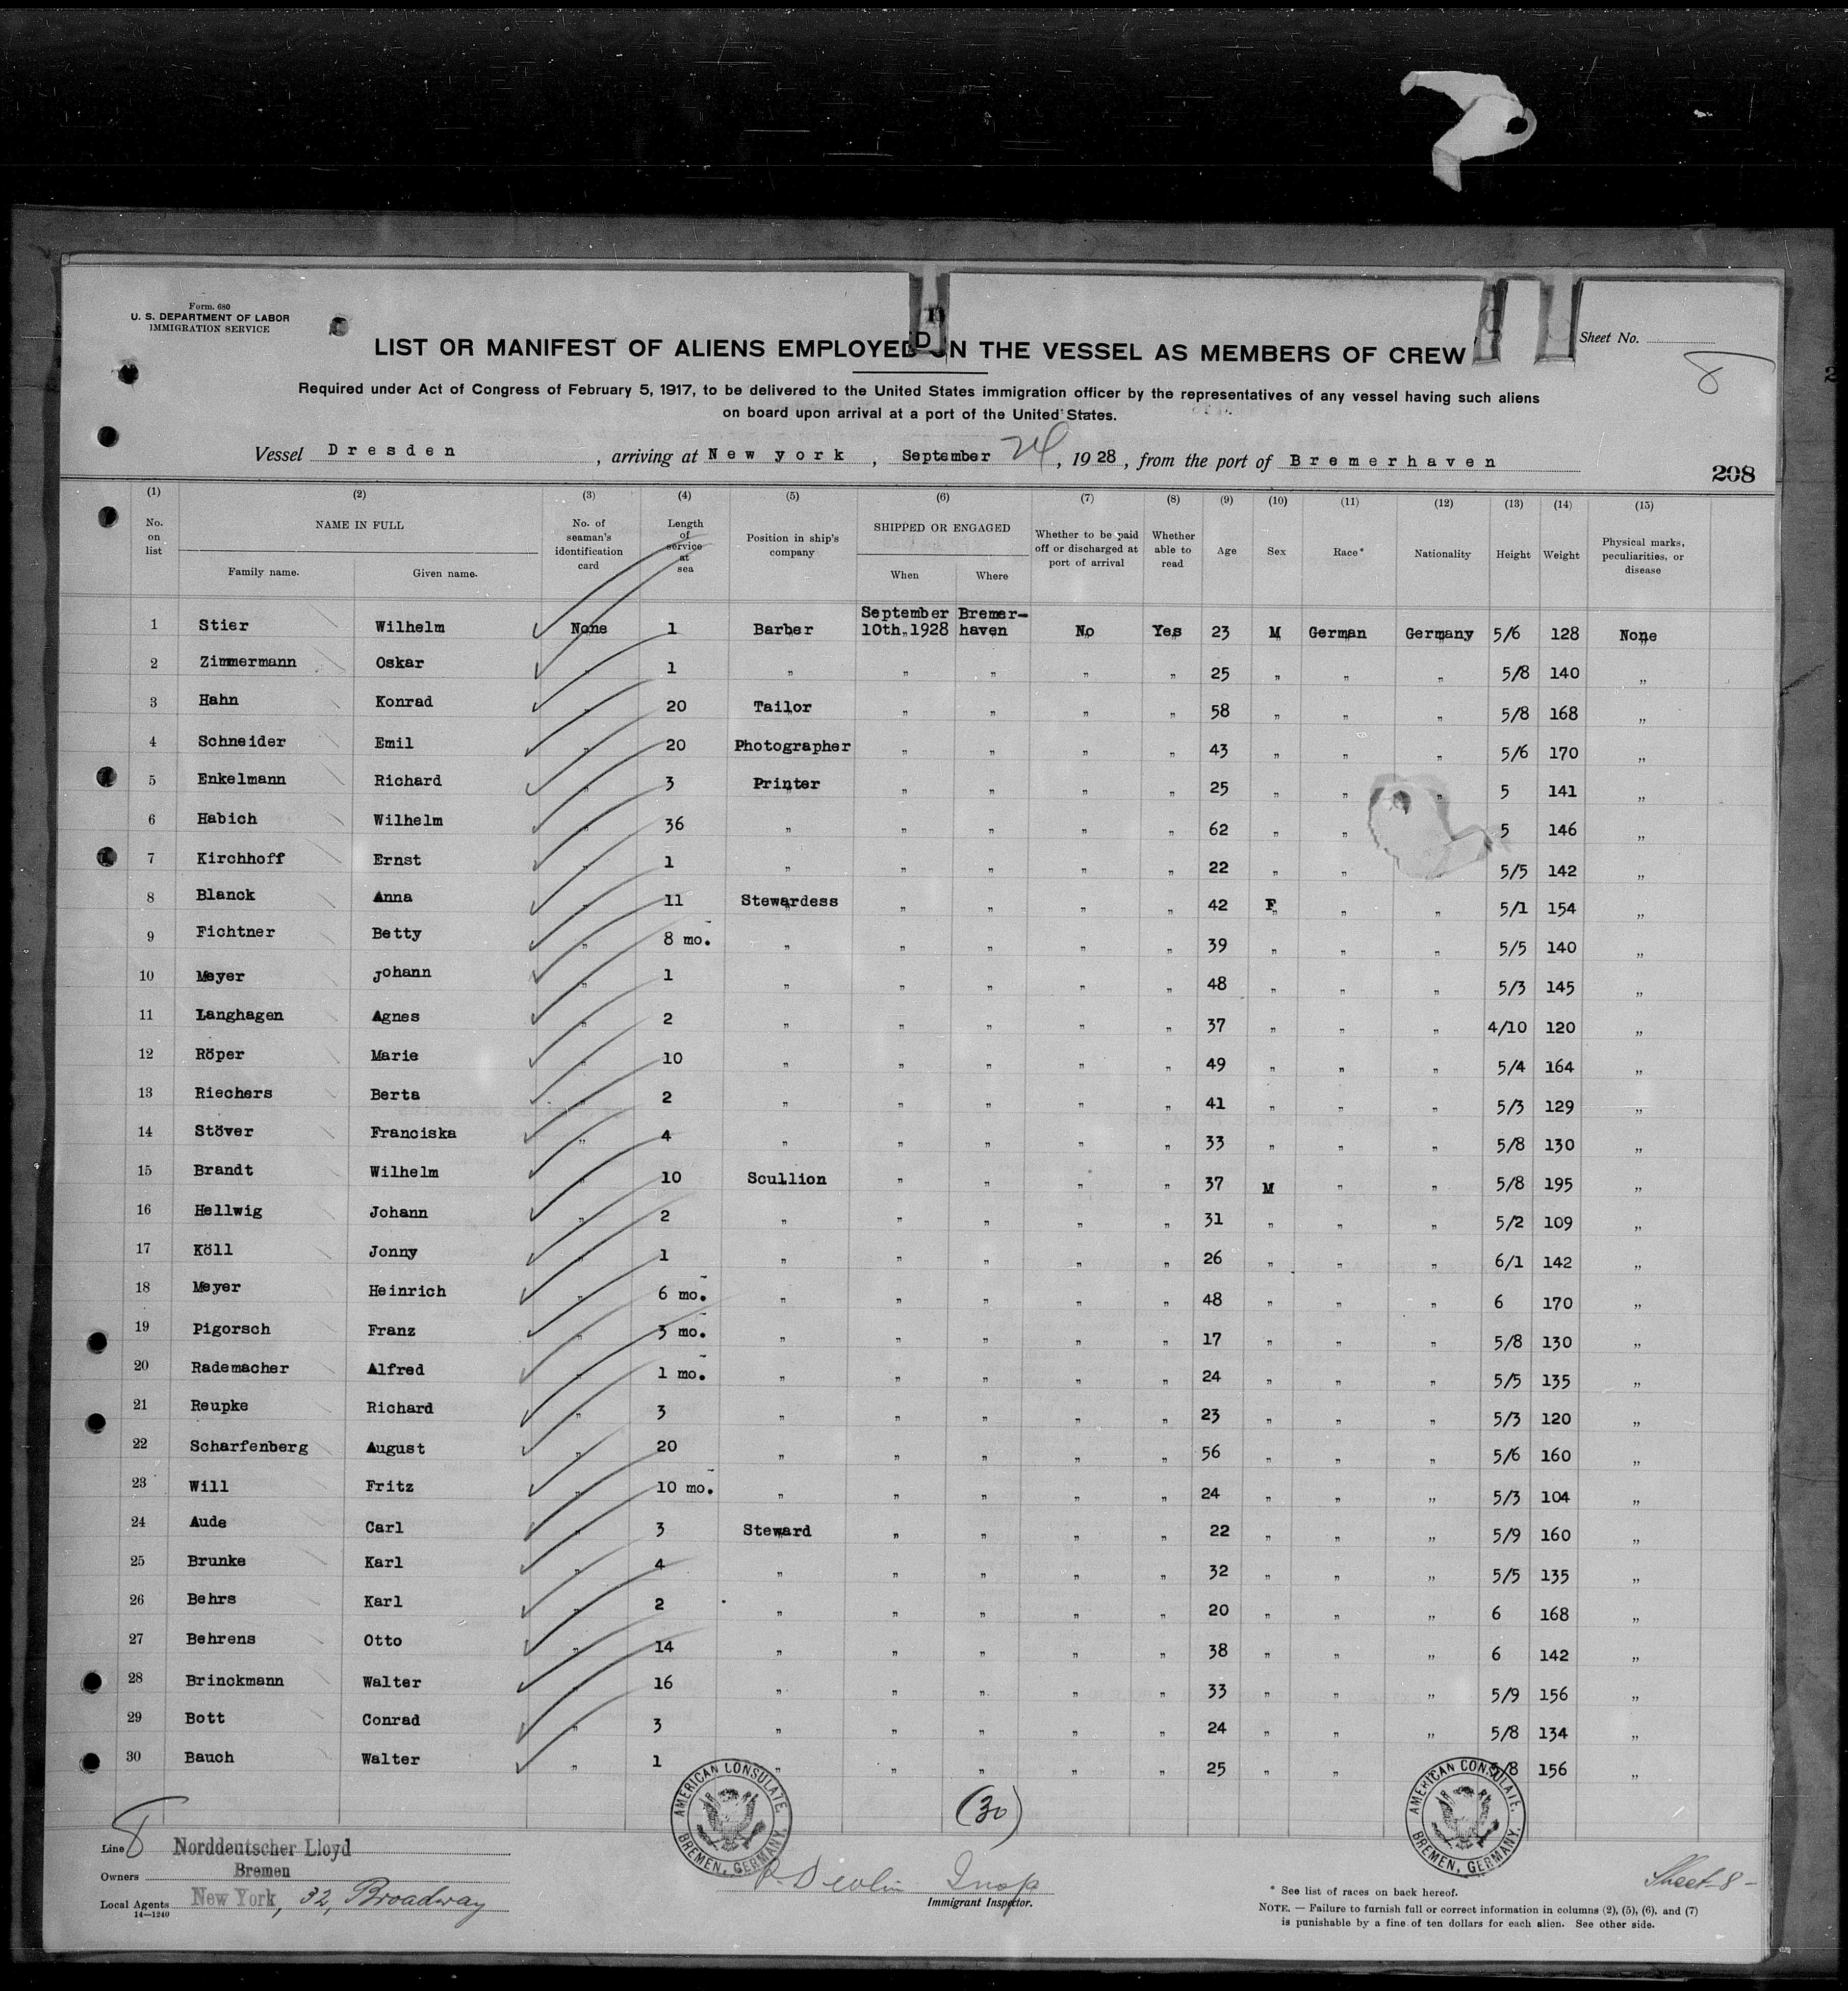 Form. 680
U. S. DEPARTMENT OF LABOR
IMMIGRATION SERVICE
Sheet No.
8
LIST OR MANIFEST OF ALIENS EMPLOYED ON THE VESSEL AS MEMBERS OF CREW
Required under Act of Congress of February 5, 1917, to be delivered to the United States immigration officer by the representatives of any vessel having such aliens
on board upon arrival at a port of the United States.
Vessel Dresden, arriving at New york, September 24, 1928, from the port of Bremerhaven
208
(1) (2) (3) (4) (5) (6) (7) (8) (9) (10) (11) (12) (13) (14) (15)
No. on list NAME IN FULL Family name. Given name. No. of seaman's identification card Length of service at sea Position in ship's company SHIPPED OR ENGAGED When Where Whether to be paid off or discharged at port of arrival Whether able to read Age Sex Race* Nationality Height Weight Physical marks, peculiarities, or disease
1 Stier Wilhelm None 1 Barber September 10th.1928 Bremer-haven No Yes 23 M German Germany 5/6 128 None
2 Zimmermann Oskar " 1 " " " " " 25 " " " 5/8 140 "
3 Hahn Konrad " 20 Tailor " " " " 58 " " " 5/8 168 "
4 Schneider Emil " 20 Photographer " " " " 43 " " " 5/6 170 "
5 Enkelmann Richard " 3 Printer " " " " 25 " " " 5 141 "
6 Habich Wilhelm " 36 " " " " " 62 " " 5 146 "
7 Kirchhoff Ernst " 1 " " " " " 22 " " " 5/5 142 "
8 Blanck Anna " 11 Stewardess " " " " 42 F " " 5/1 154 "
9 Fichtner Betty " 8 mo. " " " " " 39 " " " 5/5 140 "
10 Meyer Johann " 1 " " " " " 48 " " " 5/3 145 "
11 Langhagen Agnes " 2 " " " " " 37 " " " 4/10 120 "
12 Röper Marie " 10 " " " " " 49 " " " 5/4 164 "
13 Riechers Berta " 2 " " " " " 41 " " " 5/3 129 "
14 Stöver Franciska " 4 " " " " " 33 " " " 5/8 130 "
15 Brandt Wilhelm " 10 Scullion " " " " 37 M " " 5/8 195 "
16 Hellwig Johann " 2 " " " " " 31 " " " 5/2 109 "
17 Köll Jonny " 1 " " " " " 26 " " " 6/1 142 "
18 Meyer Heinrich " 6 mo. " " " " " 48 " " " 6 170 "
19 Pigorsch Franz " 3 mo. " " " " " 17 " " " 5/8 130 "
20 Rademacher Alfred " 1 mo. " " " " " 24 " " " 5/5 135 "
21 Reupke Richard " 3 " " " " " 23 " " " 5/3 120 "
22 Scharfenberg August " 20 " " " " " 56 " " " 5/6 160 "
23 Will Fritz " 10 mo. " " " " " 24 " " " 5/3 104 "
24 Aude Carl " 3 Steward " " " " 22 " " " 5/9 160 "
25 Brunke Karl " 4 " " " " " 32 " " " 5/5 135 "
26 Behrs Karl " 2 " " " " " 20 " " " 6 168 "
27 Behrens Otto " 14 " " " " " 38 " " " 6 142 "
28 Brinckmann Walter " 16 " " " " " 33 " " " 5/9 156 "
29 Bott Conrad " 3 " " " " " 24 " " " 5/8 134 "
30 Bauch Walter " 1 " " " " " 25 " " 5/8 156 "
AMERICAN CONSULATE. BREMEN, GERMANY.
(30)
AMERICAN CONSULATE. BREMEN, GERMANY.
8
Line Norddeutscher Lloyd
Owners Bremen
Local Agents New York, 32, Broadway
14—1240
Insp
Immigrant Inspector.
Sheet 8 -
* See list of races on back hereof.
NOTE. — Failure to furnish full or correct information in columns (2), (5), (6), and (7)
is punishable by a fine of ten dollars for each alien. See other side.